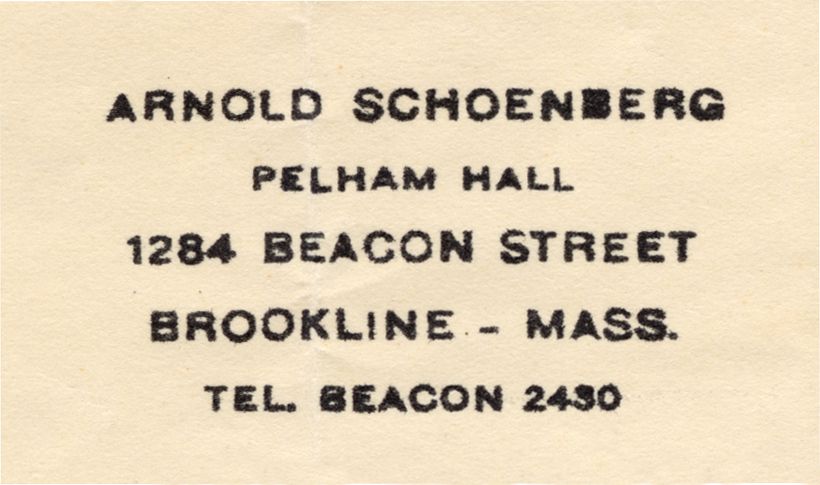 ARNOLD SCHOENBERG
PELHAM HALL
1284 BEACON STREET
BROOKLINE - MASS.
TEL. BEACON 2430